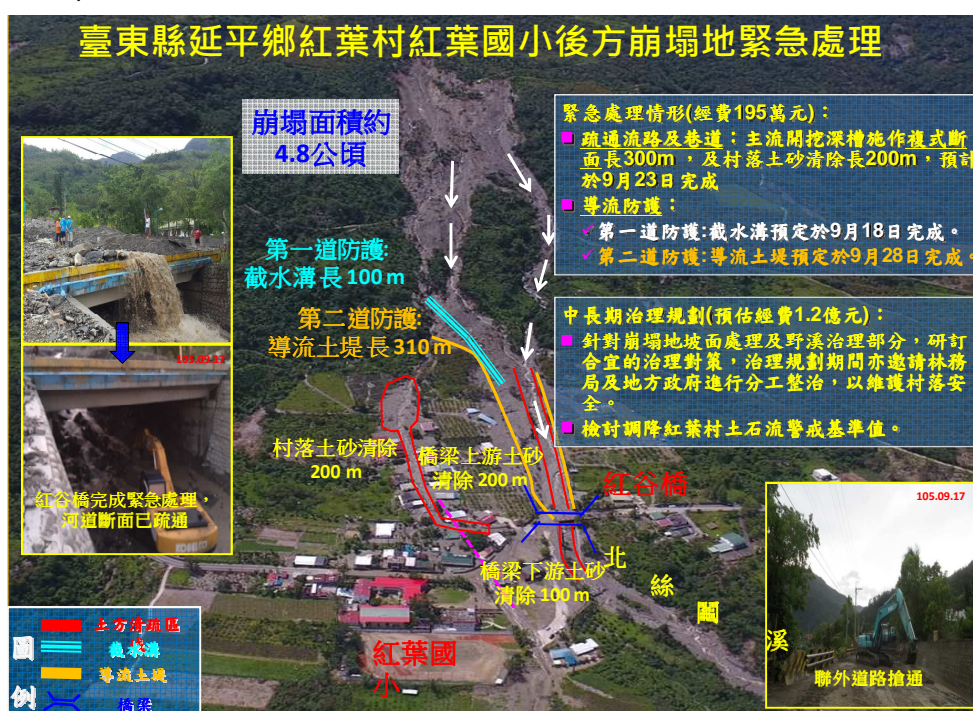 臺東縣延平鄉紅葉村紅葉國小後方崩塌地緊急處理
崩塌面積約
4.8公頃
緊急處理情形(經費195萬元)：
疏通流路及巷道：主流開挖深槽施作複式斷
面長300m，及村落土砂清除長200m，預計
於9月23日完成
導流防護：
第一道防護:截水溝預定於9月18日完成。
第二道防護:導流土堤預定於9月28日完成。
中長期治理規劃(預估經費1.2億元)：
針對崩塌地坡面處理及野溪治理部分，研訂
合宜的治理對策，治理規劃期間亦邀請林務
局及地方政府進行分工整治，以維護村落安
全。
檢討調降紅葉村土石流警戒基準值。
第一道防護:
截水溝長100 m
第二道防護:
導流土堤長310 m
105.09.17
紅谷橋完成緊急處理，
河道斷面已疏通
村落土砂清除
200 m
橋梁上游土砂
清除 200 m
紅谷橋
橋梁下游土砂
清除 100 m
北
絲
鬮
溪
紅葉國
小
105.09.17
聯外道路搶通
圖
例
土方清疏區
截水溝
導流土堤
橋梁